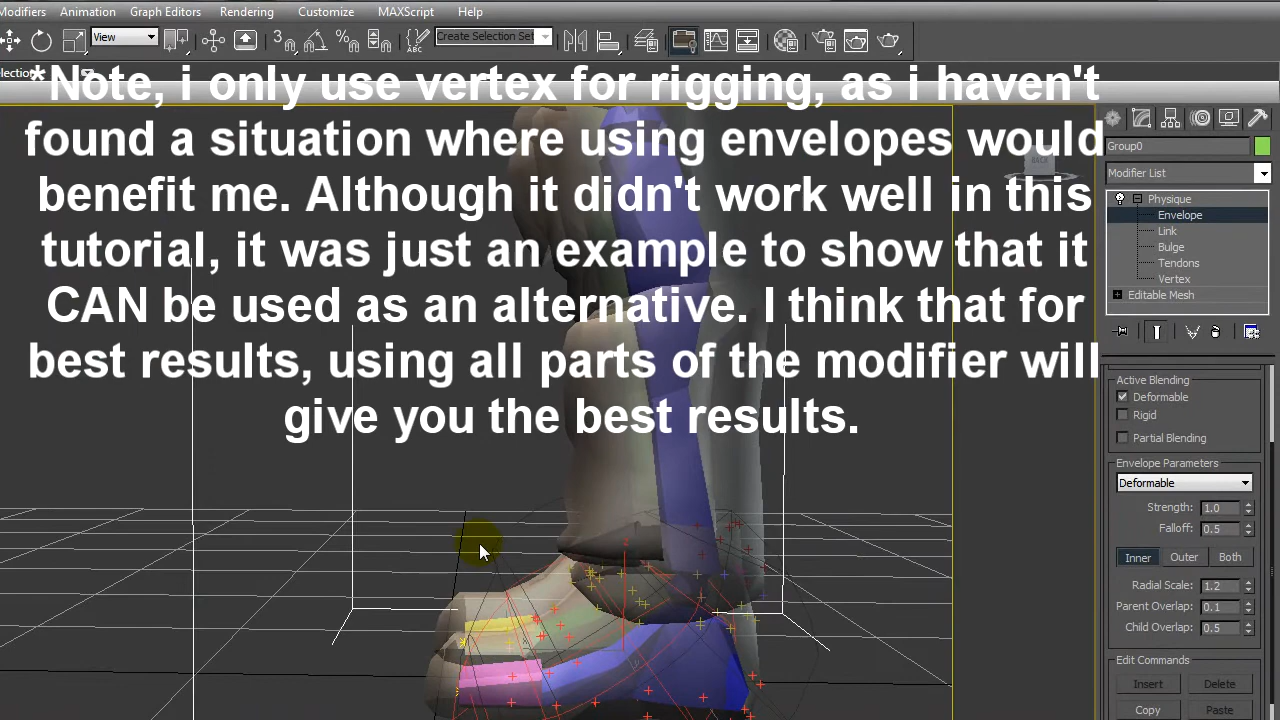 Modifiers Animation Graph Editors Rendering Customize MAXScript Help
View
3
%
ABC
Create Selection Set
*Note, i only use vertex for rigging, as i haven't
found a situation where using envelopes would
benefit me. Although it didn't work well in this
tutorial, it was just an example to show that it
CAN be used as an alternative. I think that for
best results, using all parts of the modifier will
give you the best results.
BACK
Group0
Modifier List
Physique
Envelope
Link
Bulge
Tendons
Vertex
Editable Mesh
Active Blending
Deformable
Rigid
Partial Blending
Envelope Parameters
Deformable
Strength: 1.0
Falloff: 0.5
Inner Outer Both
Radial Scale: 1.2
Parent Overlap: 0.1
Child Overlap: 0.5
Edit Commands
Insert Delete
Copy Paste
z
x
y